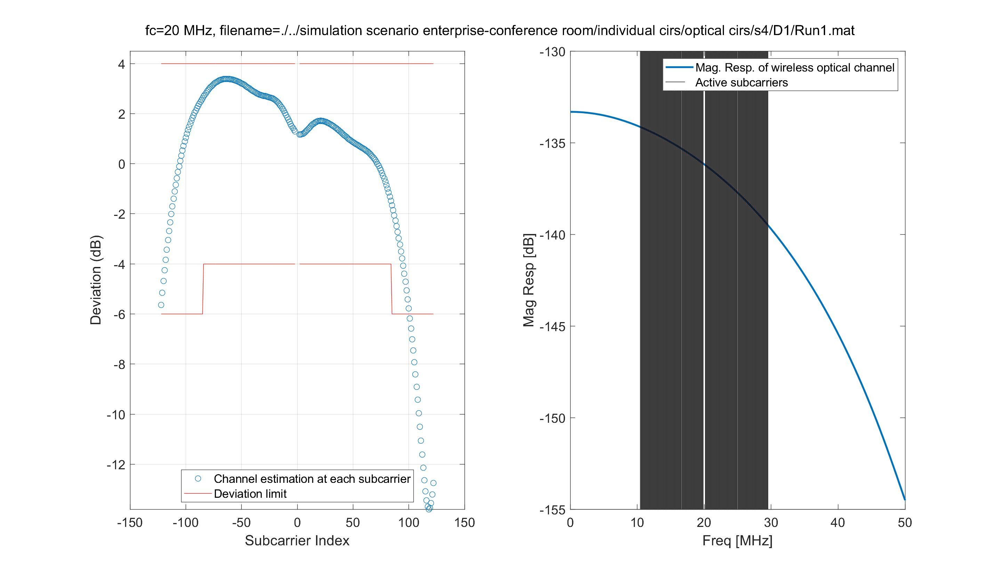 fc=20 MHz, filename=./../simulation scenario enterprise-conference room/individual cirs/optical cirs/s4/D1/Run1.mat
4
2
0
-2
-4
-6
-8
-10
-12
Deviation (dB)
Channel estimation at each subcarrier
Deviation limit
-150 -100 -50 0 50 100 150
Subcarrier Index
-130
-135
-140
-145
-150
-155
Mag Resp [dB]
Mag. Resp. of wireless optical channel
Active subcarriers
0 10 20 30 40 50
Freq [MHz]